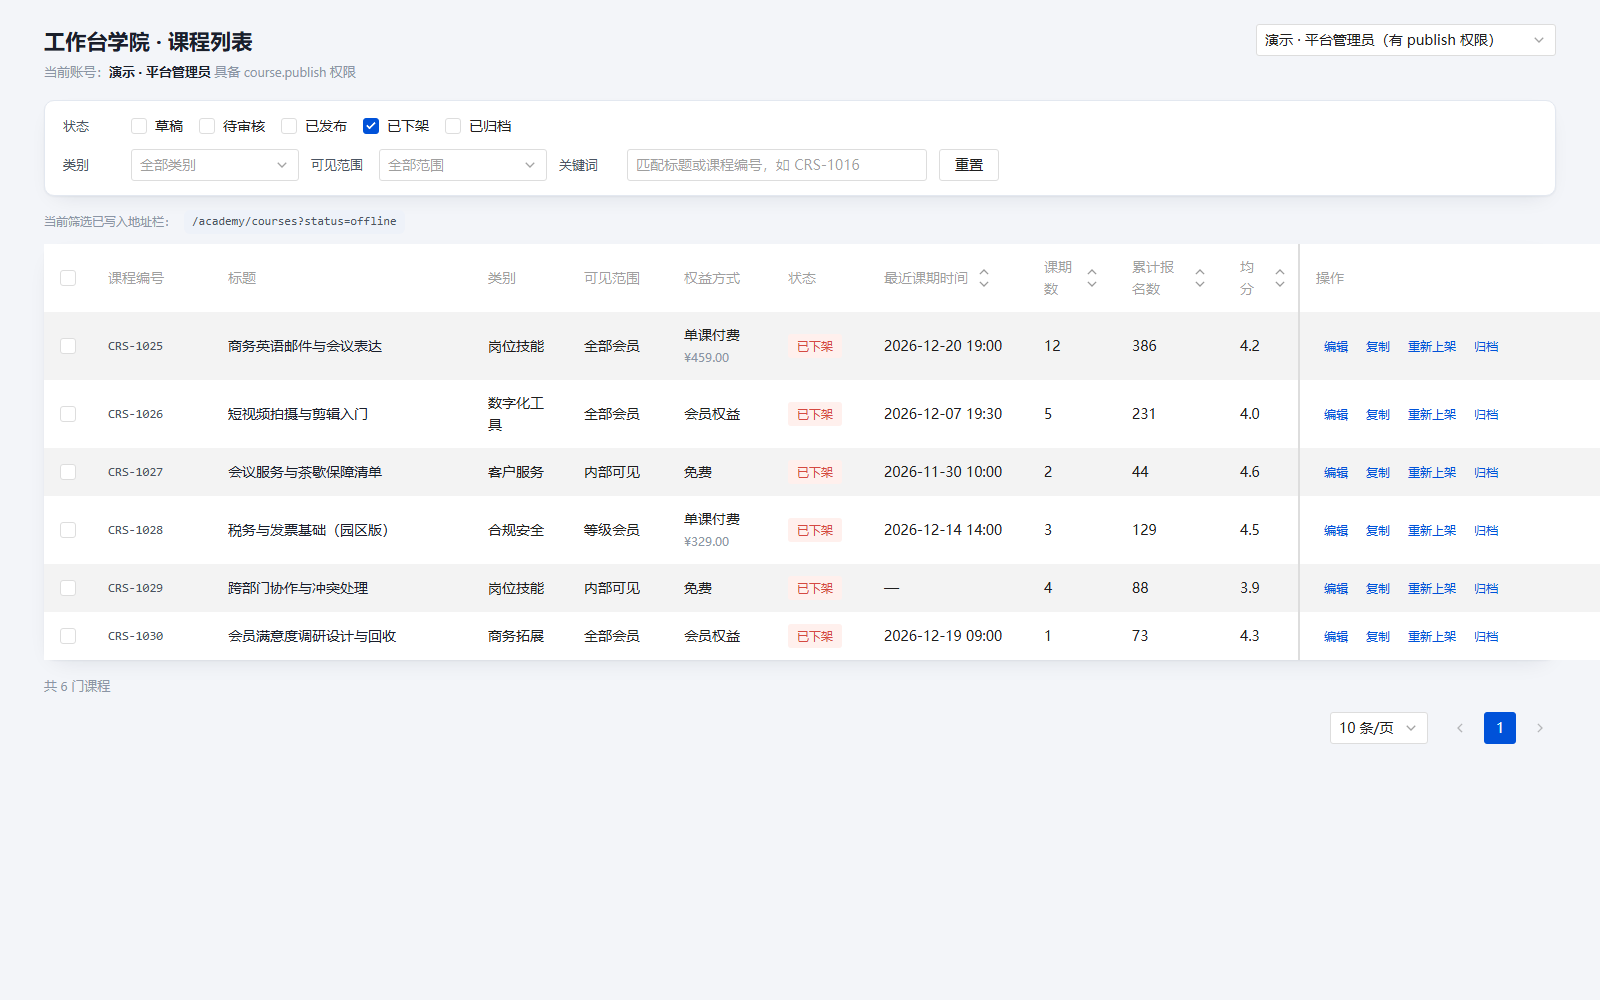 工作台学院 · 课程列表
演示 · 平台管理员（有 publish 权限）
当前账号：演示 · 平台管理员 具备 course.publish 权限
状态 草稿 待审核 已发布 已下架 已归档
类别 全部类别 可见范围 全部范围 关键词 匹配标题或课程编号，如 CRS-1016 重置
当前筛选已写入地址栏： /academy/courses?status=offline
课程编号 标题 类别 可见范围 权益方式 状态 最近课期时间 课期数 累计报名数 均分 操作
CRS-1025 商务英语邮件与会议表达 岗位技能 全部会员 单课付费 ¥459.00 已下架 2026-12-20 19:00 12 386 4.2 编辑 复制 重新上架 归档
CRS-1026 短视频拍摄与剪辑入门 数字化工具 全部会员 会员权益 已下架 2026-12-07 19:30 5 231 4.0 编辑 复制 重新上架 归档
CRS-1027 会议服务与茶歇保障清单 客户服务 内部可见 免费 已下架 2026-11-30 10:00 2 44 4.6 编辑 复制 重新上架 归档
CRS-1028 税务与发票基础（园区版） 合规安全 等级会员 单课付费 ¥329.00 已下架 2026-12-14 14:00 3 129 4.5 编辑 复制 重新上架 归档
CRS-1029 跨部门协作与冲突处理 岗位技能 内部可见 免费 已下架 — 4 88 3.9 编辑 复制 重新上架 归档
CRS-1030 会员满意度调研设计与回收 商务拓展 全部会员 会员权益 已下架 2026-12-19 09:00 1 73 4.3 编辑 复制 重新上架 归档
共 6 门课程
10 条/页 1